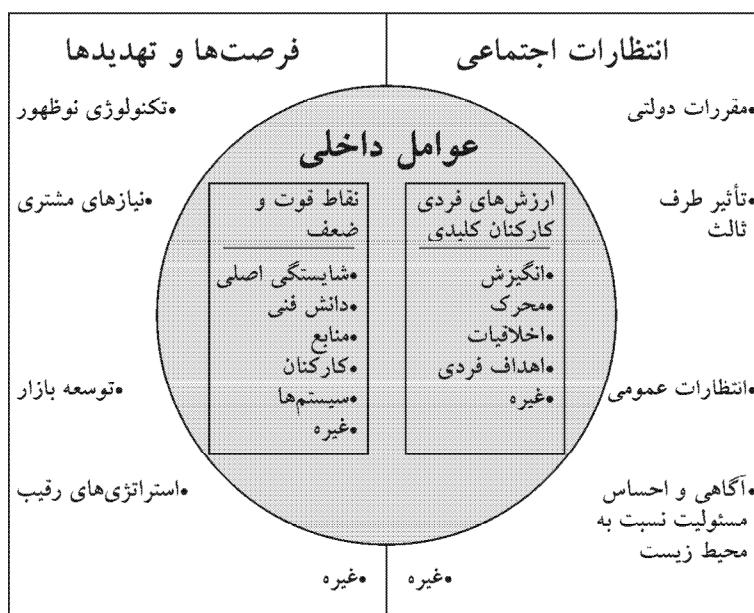 انتظارات اجتماعی
•مقررات دولتی
•تأثیر طرف
ثالث
•انتظارات عمومی
•آگاهی و احساس
مسئولیت نسبت به
محیط زیست
•غیره
فرصت‌ها و تهدیدها
•تکنولوژی نوظهور
•نیازهای مشتری
•توسعه بازار
•استراتژی‌های رقیب
•غیره
عوامل داخلی
ارزش‌های فردی
کارکنان کلیدی
•انگیزش
•محرک
•اخلاقیات
•اهداف فردی
•غیره
نقاط قوت و
ضعف
•شایستگی اصلی
•دانش فنی
•منابع
•کارکنان
•سیستم‌ها
•غیره